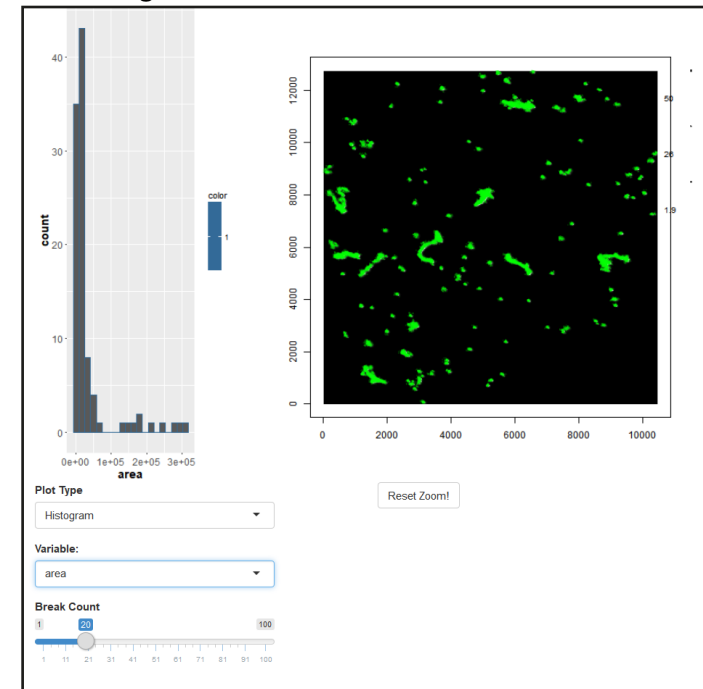 40
30
20
10
0
count
0e+00 1e+05 2e+05 3e+05
area
color
1
12000
10000
8000
6000
4000
2000
0
0 2000 4000 6000 8000 10000
50
26
1.9
Plot Type
Histogram
Variable:
area
Break Count
1 20 100
1 11 21 31 41 51 61 71 81 91 100
Reset Zoom!